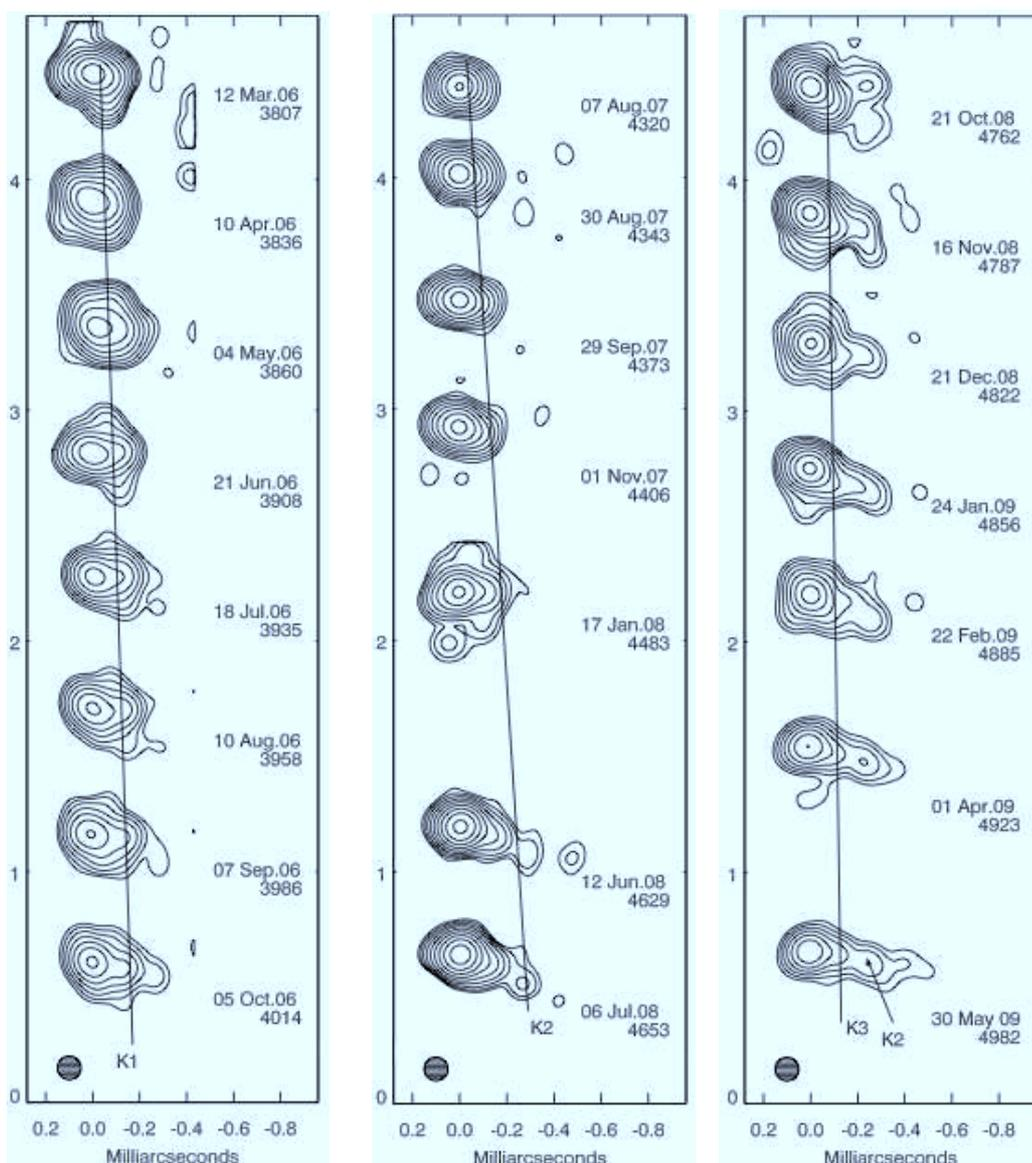 12 Mar.06
3807
4
10 Apr.06
3836
04 May.06
3860
3
21 Jun.06
3908
18 Jul.06
3935
2
10 Aug.06
3958
1
07 Sep.06
3986
05 Oct.06
4014
K1
0
0.2 0.0 -0.2 -0.4 -0.6 -0.8
Milliarcseconds
07 Aug.07
4320
4
30 Aug.07
4343
29 Sep.07
4373
3
01 Nov.07
4406
17 Jan.08
4483
2
1
12 Jun.08
4629
06 Jul.08
4653
K2
0
0.2 0.0 -0.2 -0.4 -0.6 -0.8
Milliarcseconds
21 Oct.08
4762
4
16 Nov.08
4787
21 Dec.08
4822
3
24 Jan.09
4856
22 Feb.09
4885
2
01 Apr.09
4923
1
30 May 09
4982
K3 K2
0
0.2 0.0 -0.2 -0.4 -0.6 -0.8
Milliarcseconds